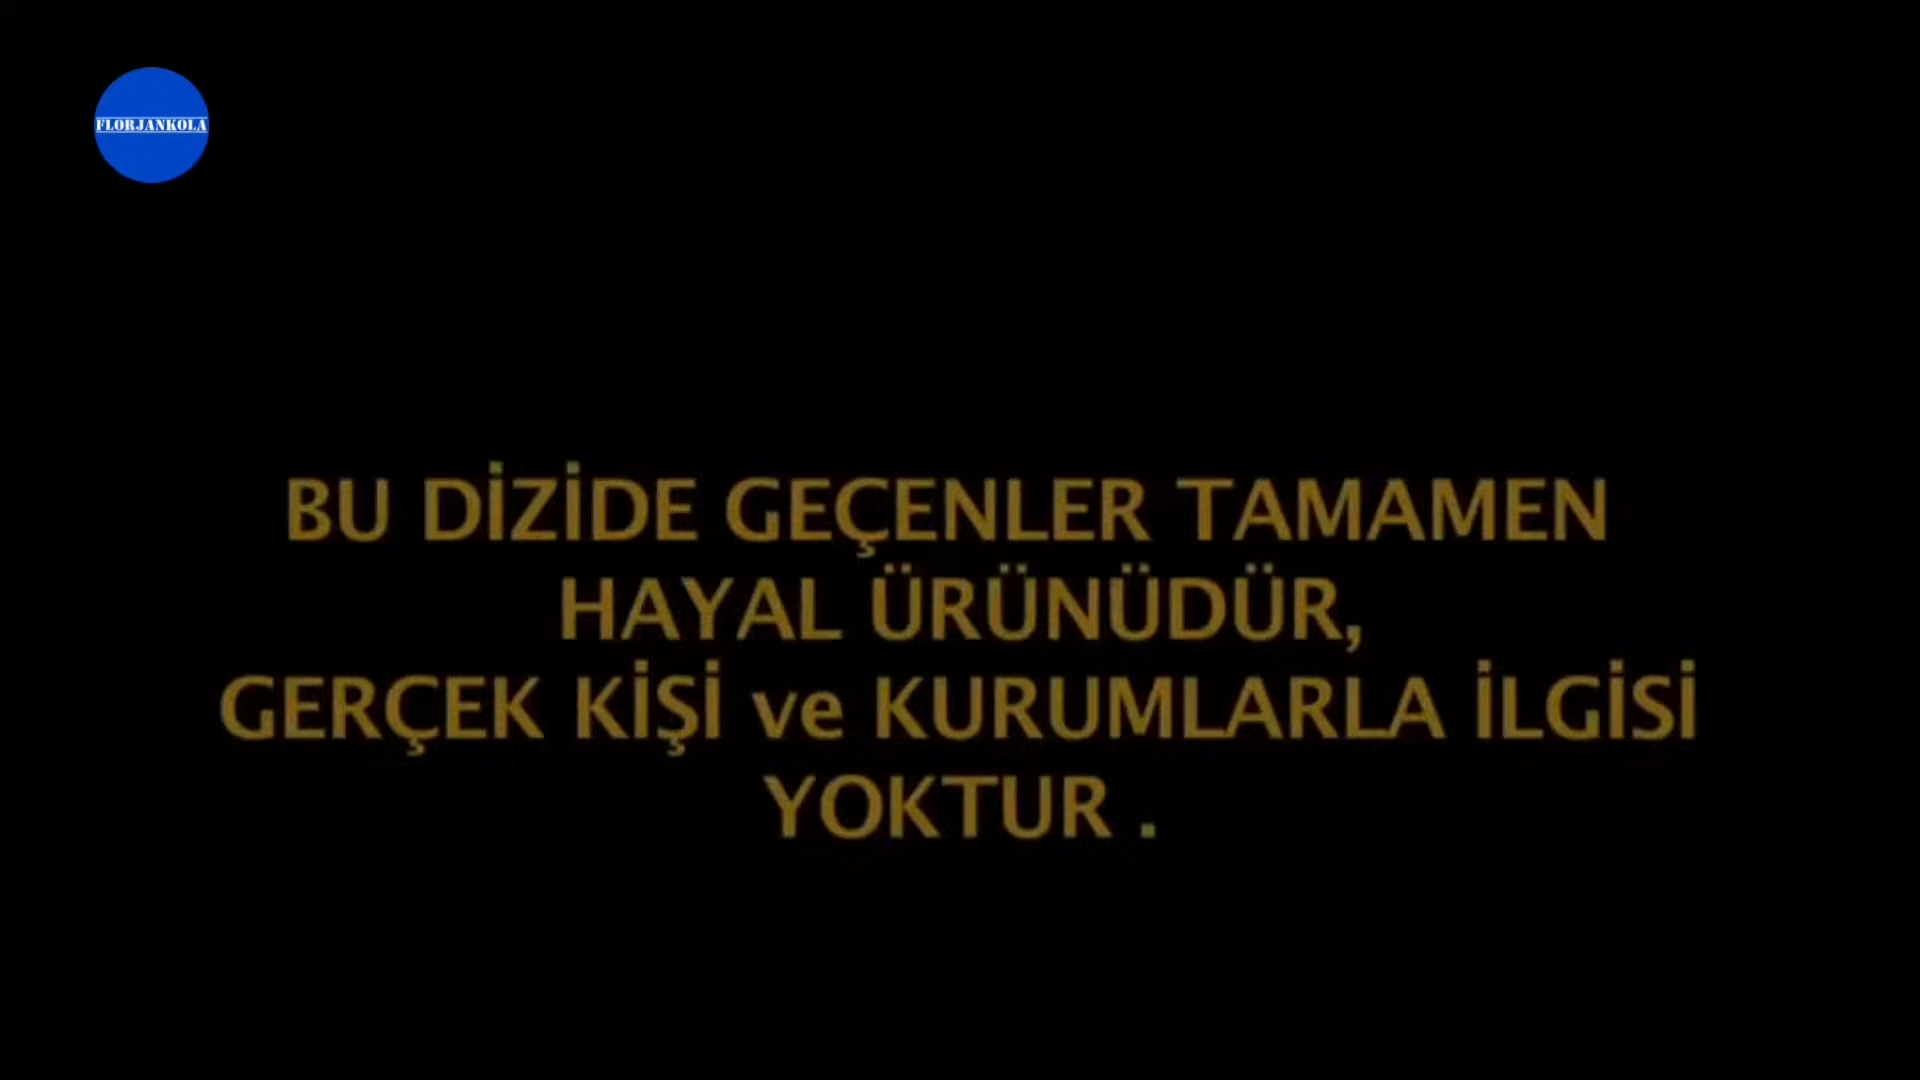 FLORJANKOLA
BU DİZİDE GEÇENLER TAMAMEN
HAYAL ÜRÜNÜDÜR,
GERÇEK KİŞİ ve KURUMLARLA İLGİSİ
YOKTUR .